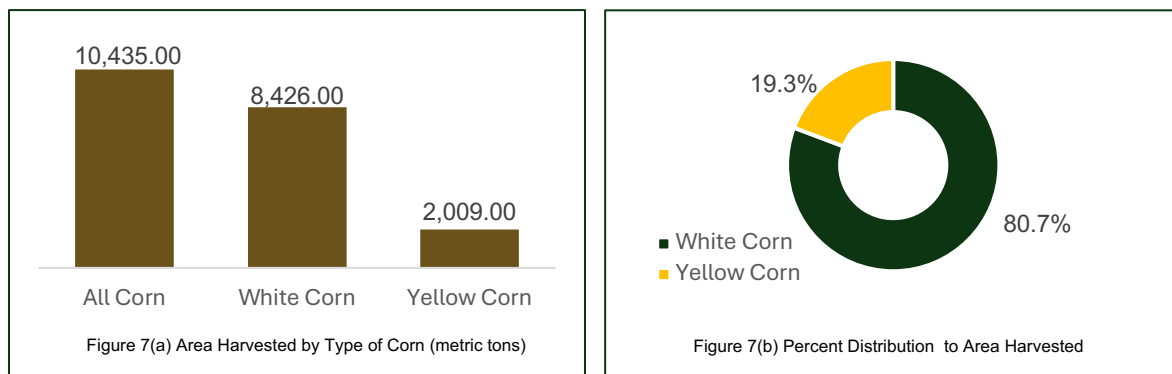 10,435.00
8,426.00
2,009.00
All Corn White Corn Yellow Corn
Figure 7(a) Area Harvested by Type of Corn (metric tons)
19.3%
80.7%
White Corn
Yellow Corn
Figure 7(b) Percent Distribution to Area Harvested